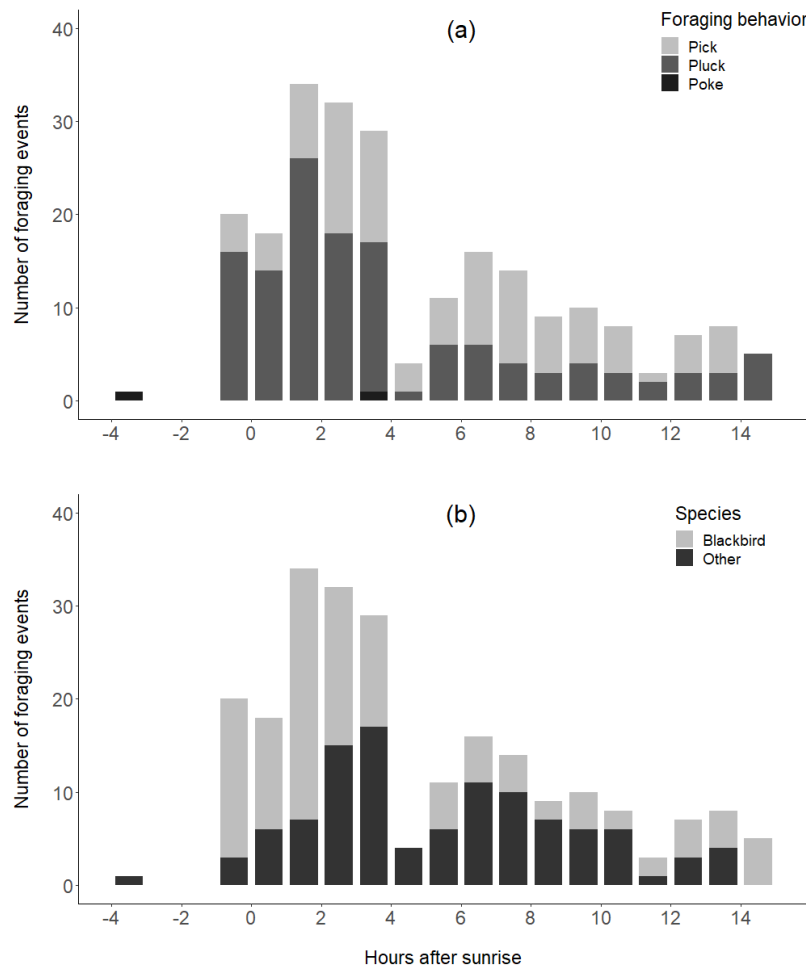 (a)
Foraging behavior
Pick
Pluck
Poke
Number of foraging events
40
30
20
10
0
-4 -2 0 2 4 6 8 10 12 14
(b)
Species
Blackbird
Other
Number of foraging events
40
30
20
10
0
-4 -2 0 2 4 6 8 10 12 14
Hours after sunrise